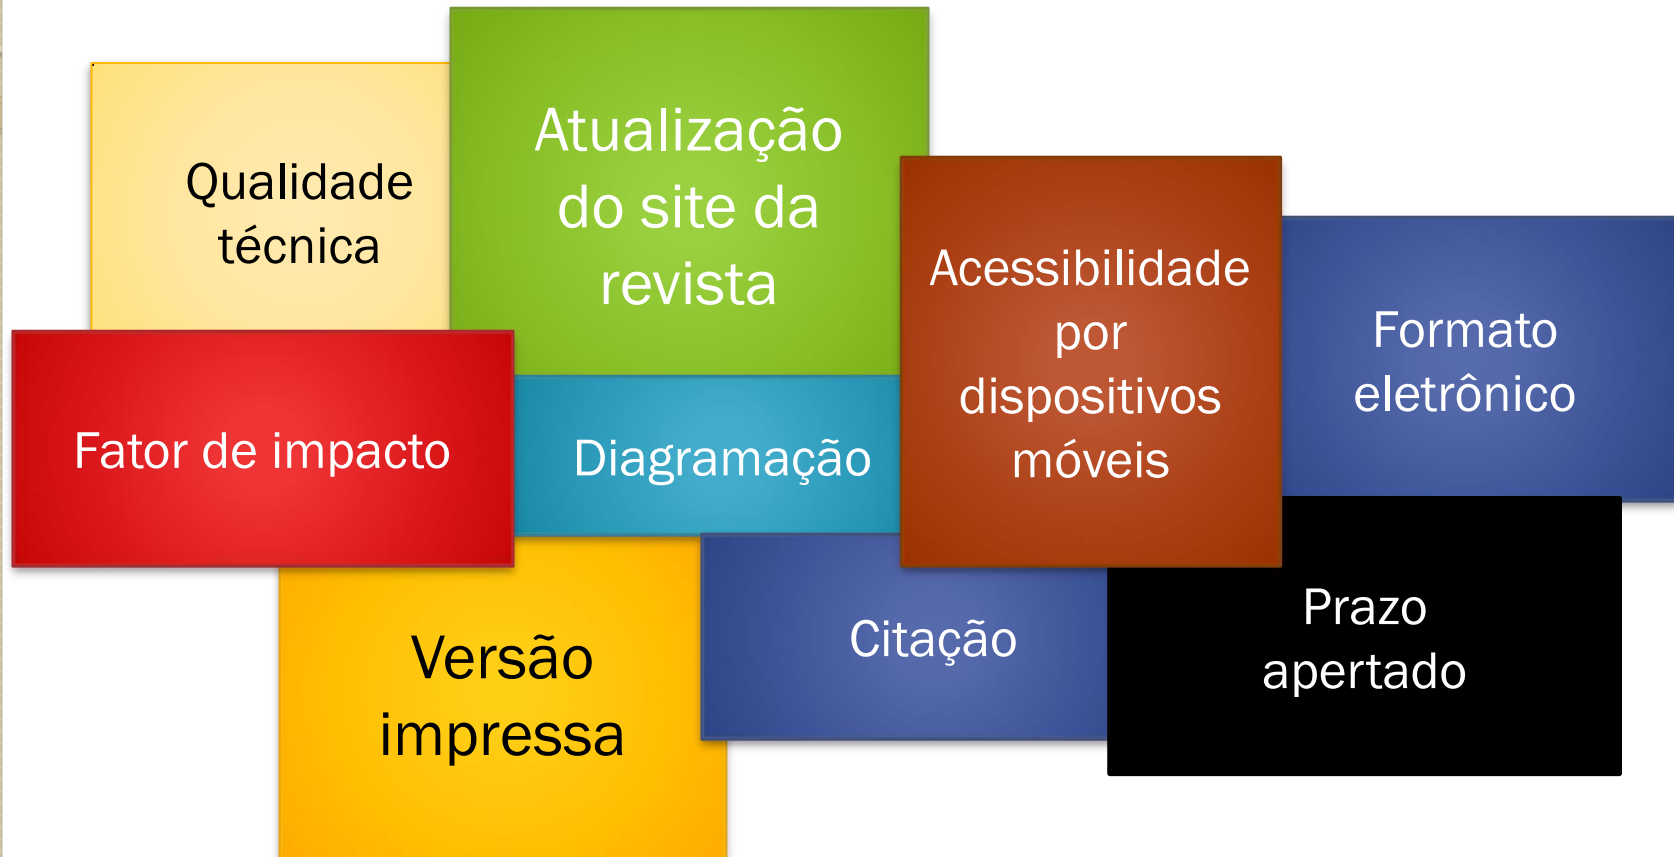 Qualidade
técnica
Atualização
do site da
revista
Acessibilidade
por
dispositivos
móveis
Formato
eletrônico
Fator de impacto
Diagramação
Versão
impressa
Citação
Prazo
apertado